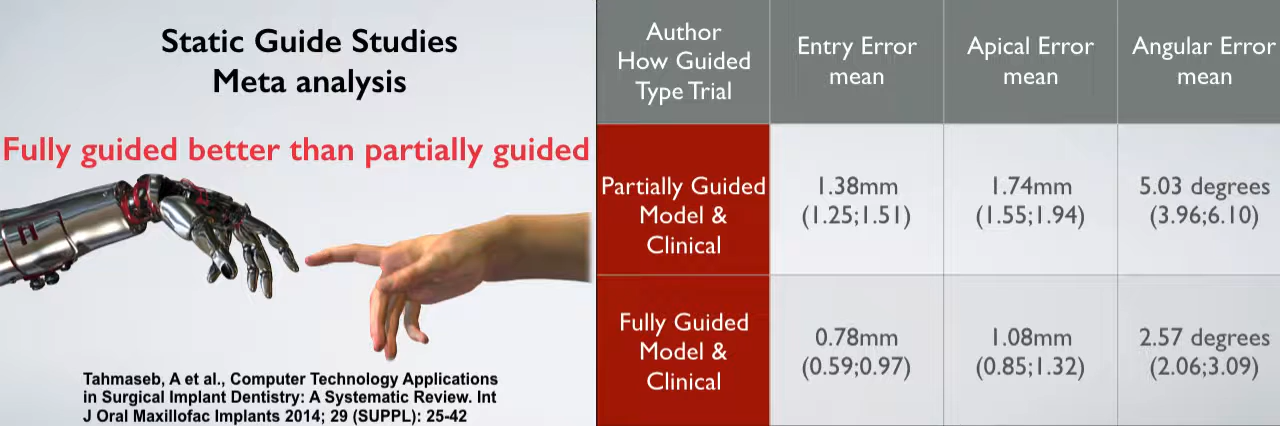 Static Guide Studies
Meta analysis
Fully guided better than partially guided
Tahmaseb, A et al., Computer Technology Applications
in Surgical Implant Dentistry: A Systematic Review. Int
J Oral Maxillofac Implants 2014; 29 (SUPPL): 25-42
Author
How Guided
Type Trial
Entry Error
mean
Apical Error
mean
Angular Error
mean
Partially Guided
Model &
Clinical
1.38mm
(1.25;1.51)
1.74mm
(1.55;1.94)
5.03 degrees
(3.96;6.10)
Fully Guided
Model &
Clinical
0.78mm
(0.59;0.97)
1.08mm
(0.85;1.32)
2.57 degrees
(2.06;3.09)